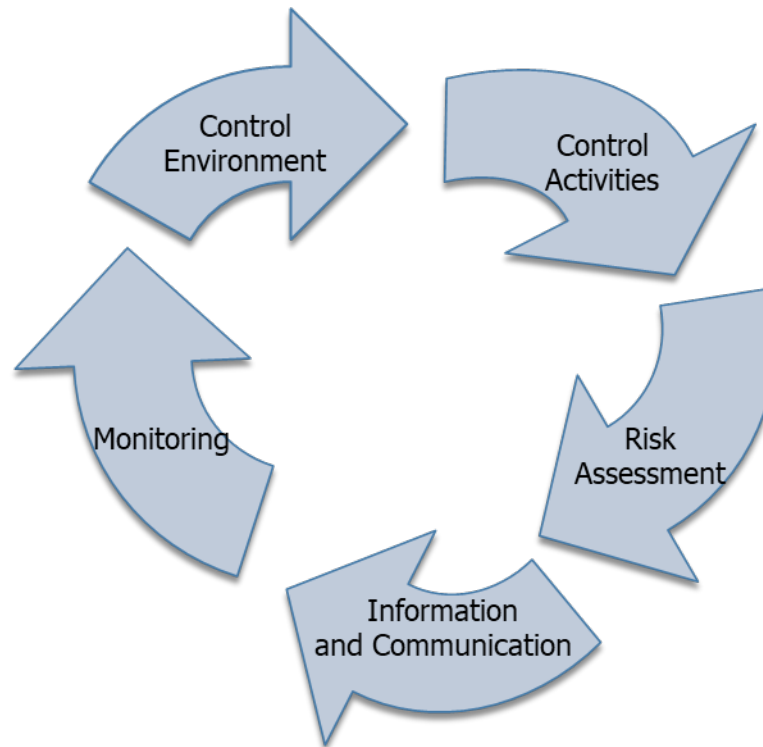 Control
Environment
Control
Activities
Risk
Assessment
Information
and Communication
Monitoring